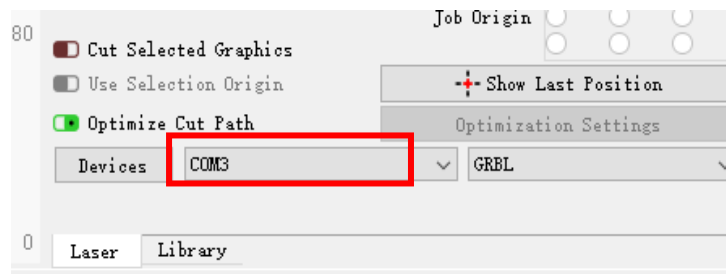 Job Origin
80
Cut Selected Graphics
Use Selection Origin
Show Last Position
Optimize Cut Path
Optimization Settings
Devices
COM3
GRBL
0
Laser
Library